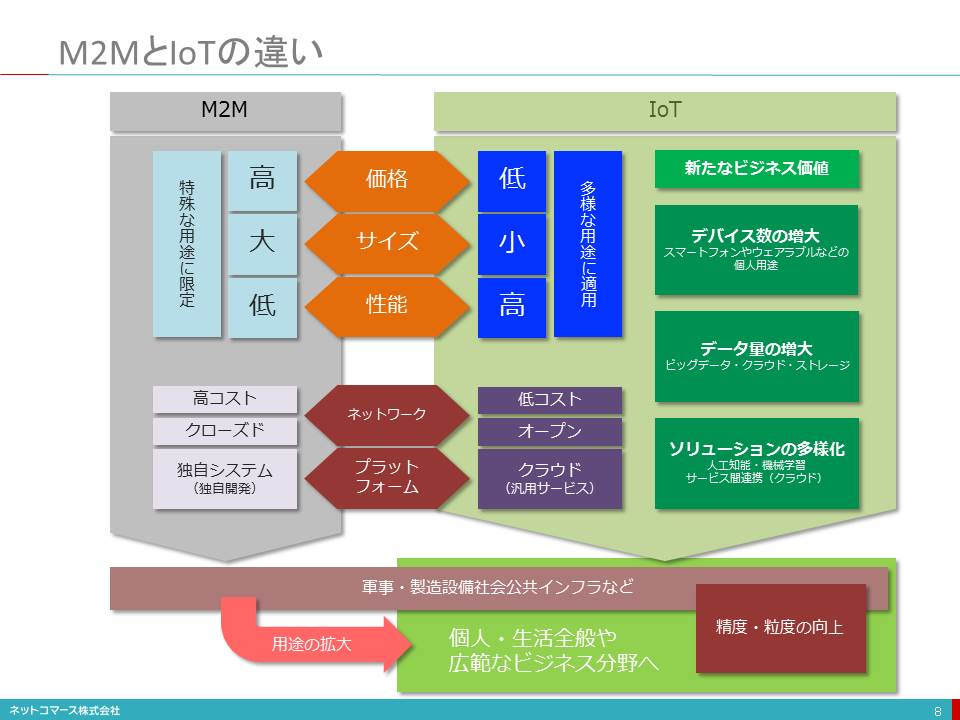 M2MとIoTの違い
M2M
IoT
特殊な用途に限定
高
価格
低
大
サイズ
小
低
性能
高
多様な用途に適用
新たなビジネス価値
デバイス数の増大
スマートフォンやウェアラブルなどの
個人用途
データ量の増大
ビッグデータ・クラウド・ストレージ
ソリューションの多様化
人工知能・機械学習
サービス間連携（クラウド）
高コスト
クローズド
ネットワーク
低コスト
オープン
独自システム
（独自開発）
プラット
フォーム
クラウド
（汎用サービス）
軍事・製造設備社会公共インフラなど
用途の拡大
個人・生活全般や
広範なビジネス分野へ
精度・粒度の向上
ネットコマース株式会社
8